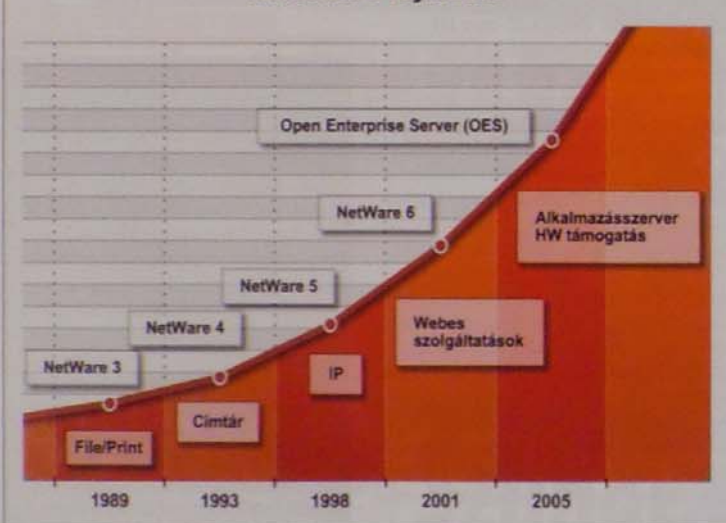 Open Enterprise Server (OES)
NetWare 6
Alkalmazásszerver
HW támogatás
NetWare 5
NetWare 4
Webes
szolgáltatások
NetWare 3
IP
Címtár
File/Print
1989 1993 1998 2001 2005